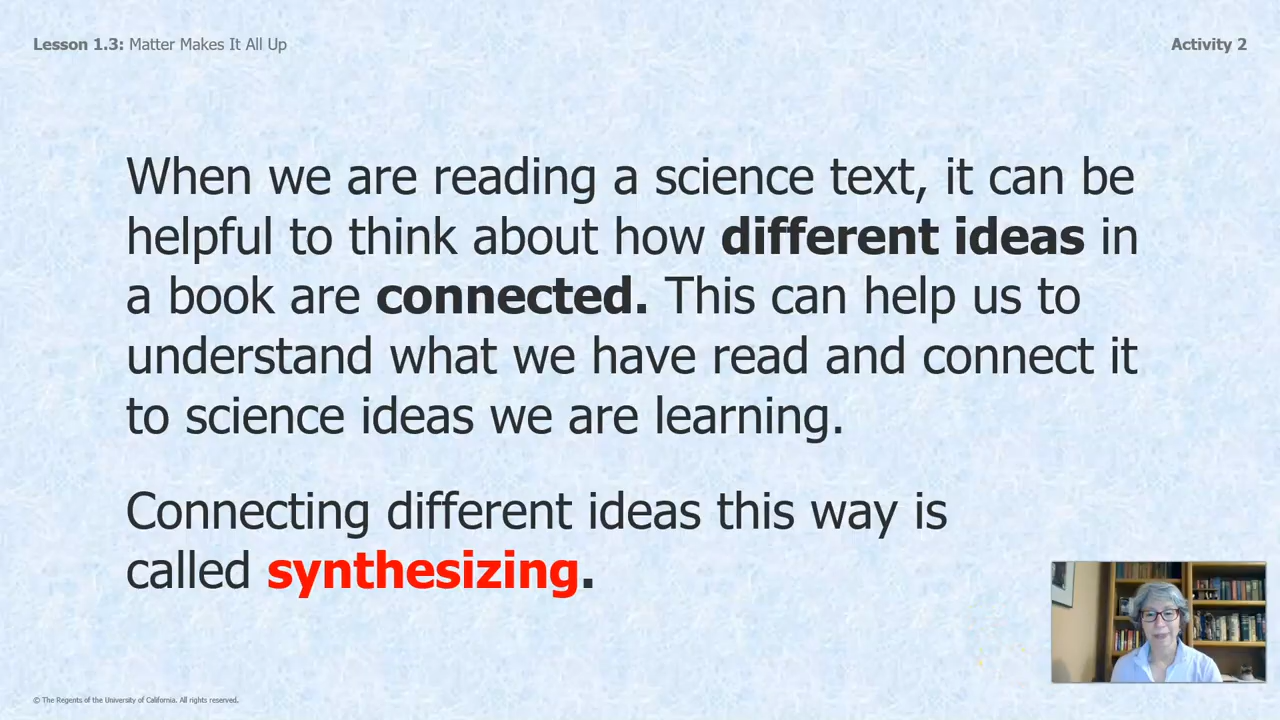 Lesson 1.3: Matter Makes It All Up
Activity 2
When we are reading a science text, it can be
helpful to think about how different ideas in
a book are connected. This can help us to
understand what we have read and connect it
to science ideas we are learning.
Connecting different ideas this way is
called synthesizing.
© The Regents of the University of California. All rights reserved.